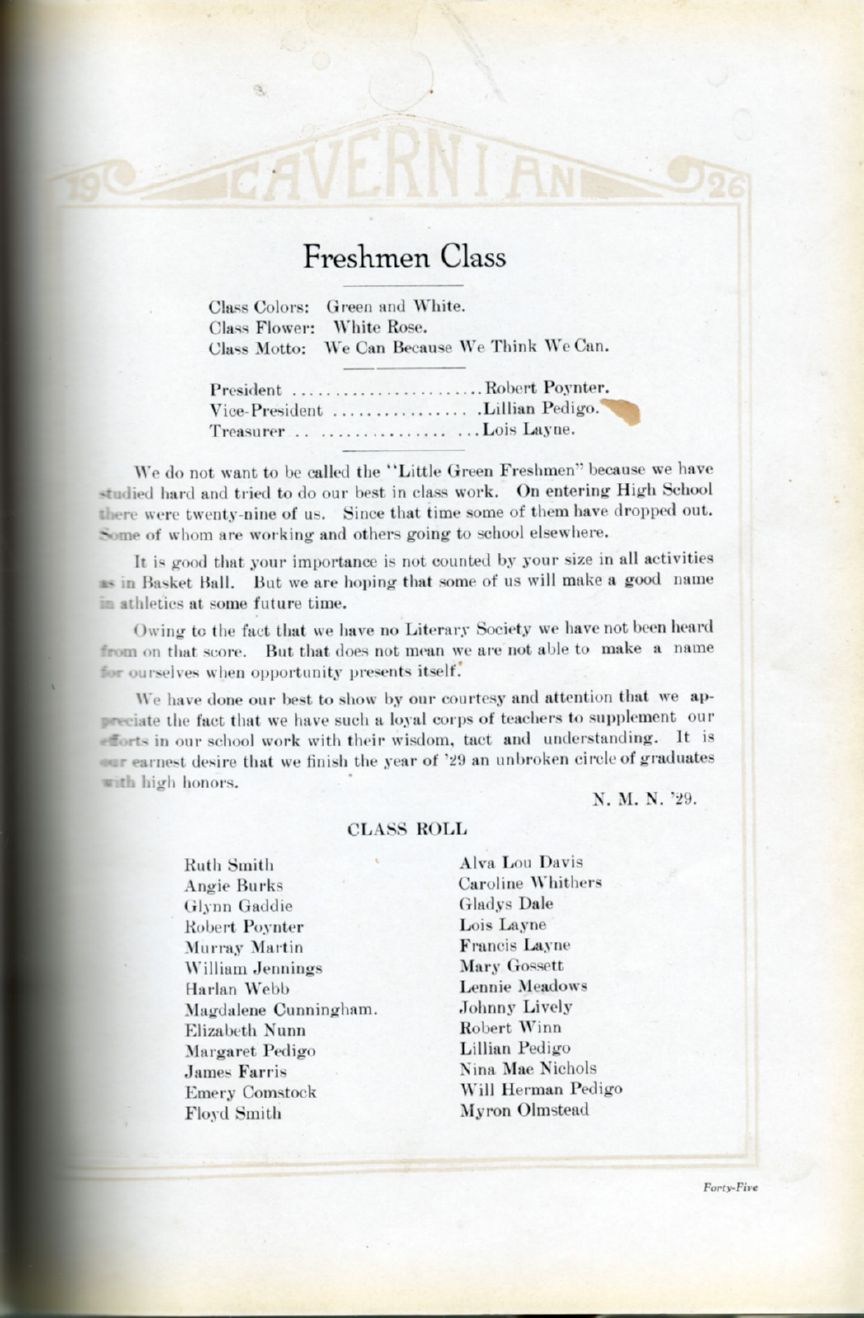 19 CAVERNIAN 26
Freshmen Class
Class Colors: Green and White.
Class Flower: White Rose.
Class Motto: We Can Because We Think We Can.
President ......................Robert Poynter.
Vice-President ................ .Lillian Pedigo.
Treasurer .. ................ ...Lois Layne.
We do not want to be called the "Little Green Freshmen" because we have
studied hard and tried to do our best in class work. On entering High School
there were twenty-nine of us. Since that time some of them have dropped out.
Some of whom are working and others going to school elsewhere.
It is good that your importance is not counted by your size in all activities
as in Basket Ball. But we are hoping that some of us will make a good name
in athletics at some future time.
Owing to the fact that we have no Literary Society we have not been heard
from on that score. But that does not mean we are not able to make a name
for ourselves when opportunity presents itself.
We have done our best to show by our courtesy and attention that we ap-
preciate the fact that we have such a loyal corps of teachers to supplement our
efforts in our school work with their wisdom, tact and understanding. It is
our earnest desire that we finish the year of '29 an unbroken circle of graduates
with high honors.
N. M. N. '29.
CLASS ROLL
Ruth Smith
Angie Burks
Glynn Gaddie
Robert Poynter
Murray Martin
William Jennings
Harlan Webb
Magdalene Cunningham.
Elizabeth Nunn
Margaret Pedigo
James Farris
Emery Comstock
Floyd Smith
Alva Lou Davis
Caroline Whithers
Gladys Dale
Lois Layne
Francis Layne
Mary Gossett
Lennie Meadows
Johnny Lively
Robert Winn
Lillian Pedigo
Nina Mae Nichols
Will Herman Pedigo
Myron Olmstead
Forty-Five